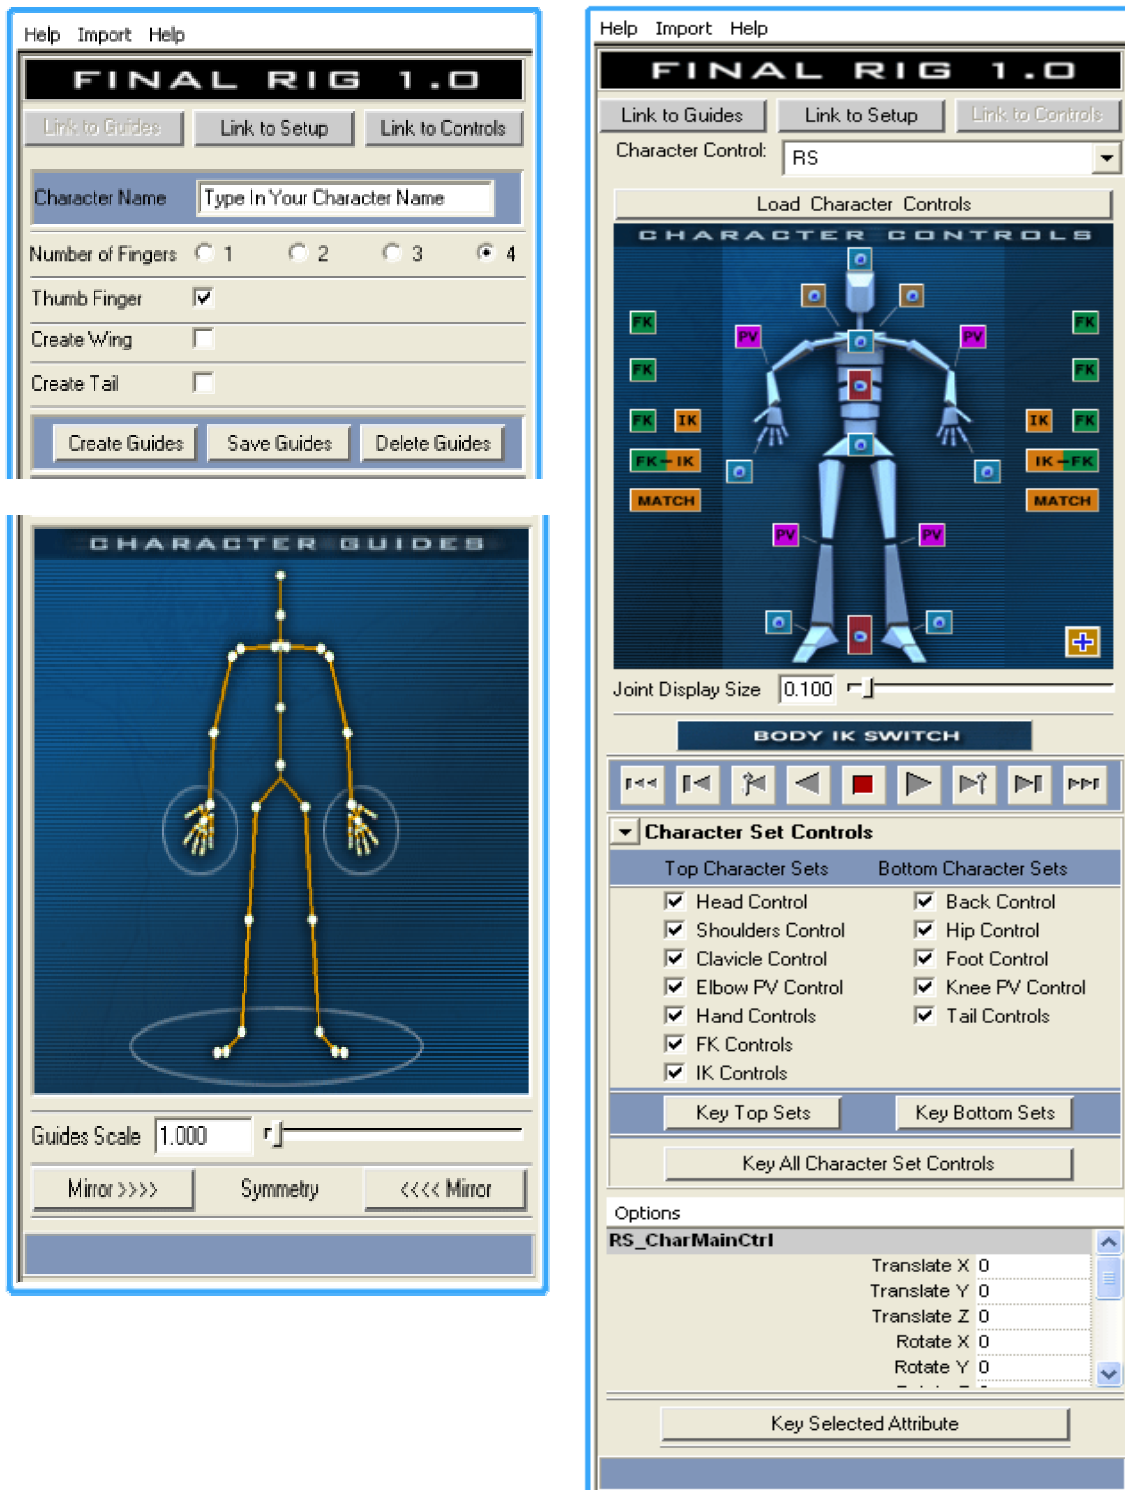 Help Import Help
FINAL RIG 1.0
Link to Guides Link to Setup Link to Controls
Character Name Type In Your Character Name
Number of Fingers 1 2 3 4
Thumb Finger
Create Wing
Create Tail
Create Guides Save Guides Delete Guides
CHARACTER GUIDES
Guides Scale 1.000
Mirror >>>> Symmetry <<<< Mirror
Help Import Help
FINAL RIG 1.0
Link to Guides Link to Setup Link to Controls
Character Control: RS
Load Character Controls
CHARACTER CONTROLS
FK FK
PV PV
FK FK
FK IK IK FK
FK-IK IK-FK
MATCH MATCH
PV PV
Joint Display Size 0.100
BODY IK SWITCH
Character Set Controls
Top Character Sets Bottom Character Sets
Head Control Back Control
Shoulders Control Hip Control
Clavicle Control Foot Control
Elbow PV Control Knee PV Control
Hand Controls Tail Controls
FK Controls
IK Controls
Key Top Sets Key Bottom Sets
Key All Character Set Controls
Options
RS_CharMainCtrl
Translate X 0
Translate Y 0
Translate Z 0
Rotate X 0
Rotate Y 0
Key Selected Attribute